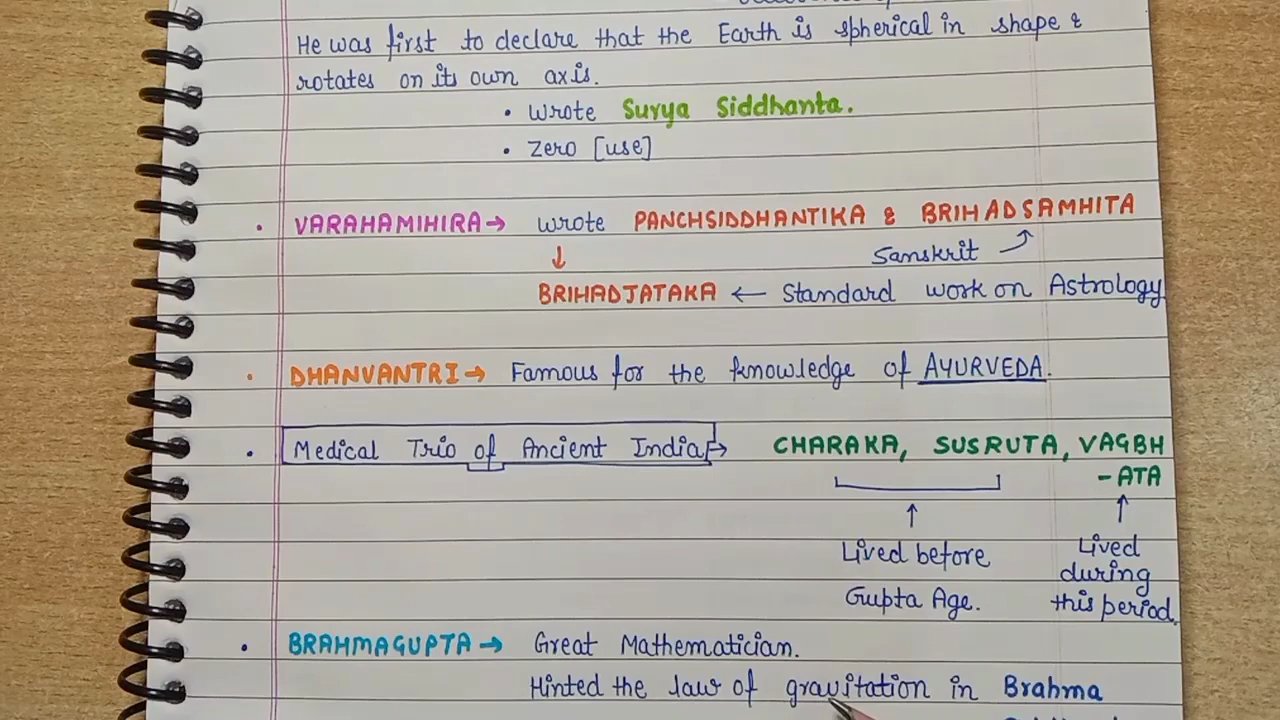 He was first to declare that the Earth is spherical in shape &
rotates on its own axis.
• wrote Surya Siddhanta.
• Zero [use]
• VARAHAMIHIRA → wrote PANCHSIDDHANTIKA & BRIHADSAMHITA
↓ Sanskrit
BRIHADJATAKA ← Standard work on Astrology
• DHANVANTRI → Famous for the knowledge of AYURVEDA.
• Medical Trio of Ancient India → CHARAKA, SUSRUTA, VAGBH
-ATA
↑ ↑
Lived before Lived
during
Gupta Age. this period.
• BRAHMAGUPTA → Great Mathematician.
Hinted the law of gravitation in Brahma